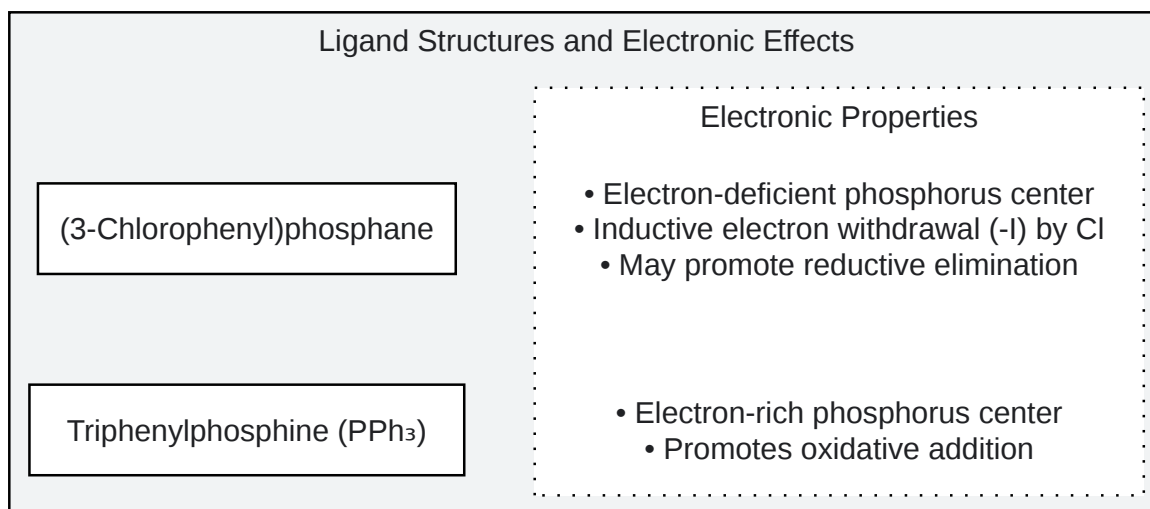 Ligand Structures and Electronic Effects
Electronic Properties
(3-Chlorophenyl)phosphane
• Electron-deficient phosphorus center
• Inductive electron withdrawal (-I) by Cl
• May promote reductive elimination
Triphenylphosphine (PPh₃)
• Electron-rich phosphorus center
• Promotes oxidative addition